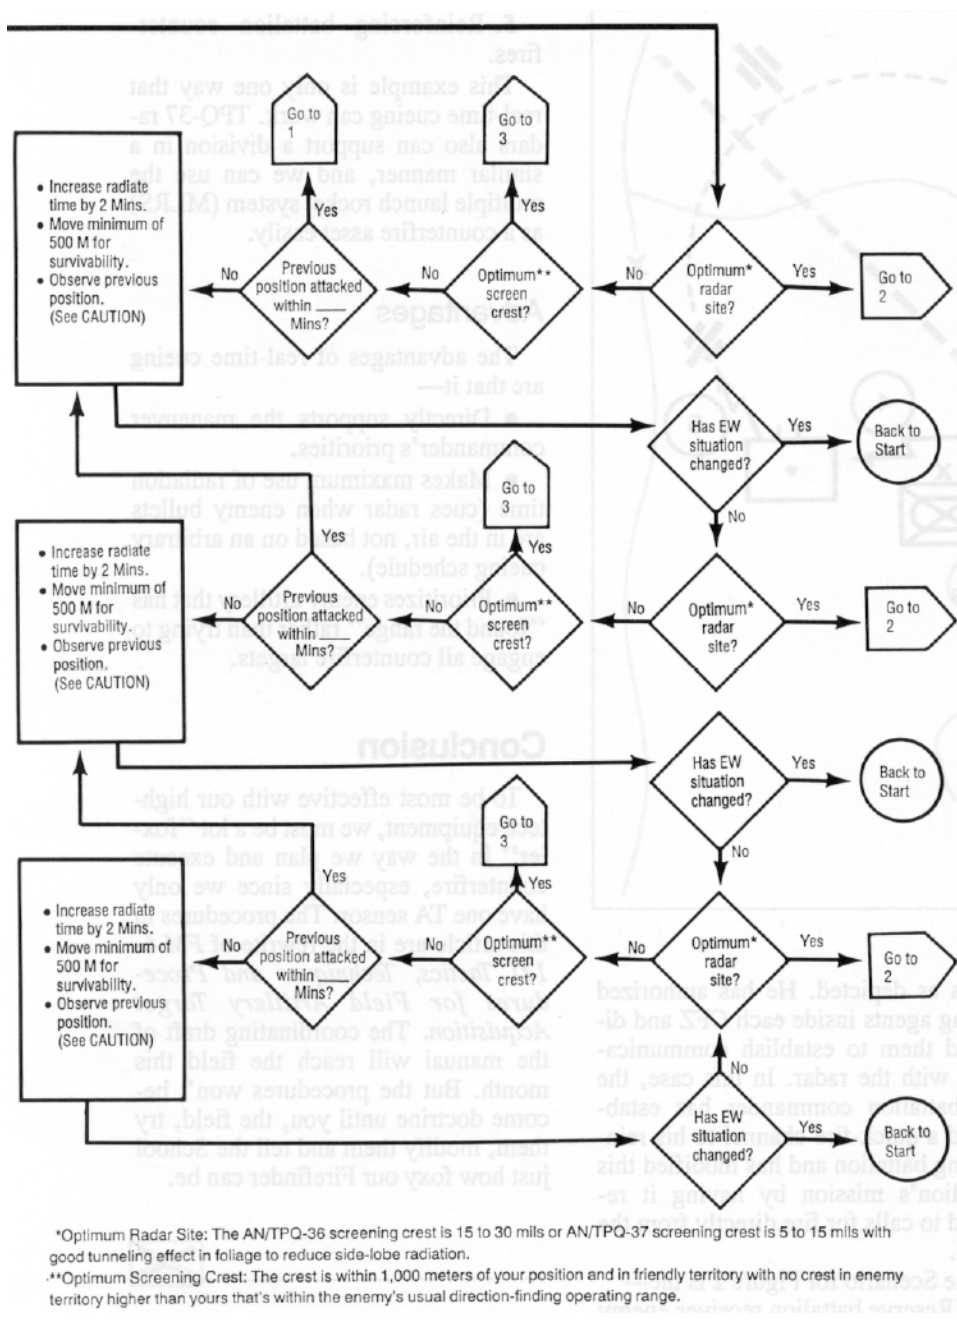 Go to
1
Go to
3
• Increase radiate
time by 2 Mins.
• Move minimum of
500 M for
survivability.
• Observe previous
position.
(See CAUTION)
Yes
Yes
No
Previous
position attacked
within ____
Mins?
No
Optimum**
screen
crest?
No
Optimum*
radar
site?
Yes
Go to
2
Has EW
situation
changed?
Yes
Back to
Start
No
Go to
3
Yes
Yes
• Increase radiate
time by 2 Mins.
• Move minimum of
500 M for
survivability.
• Observe previous
position.
(See CAUTION)
No
Previous
position attacked
within ____
Mins?
No
Optimum**
screen
crest?
No
Optimum*
radar
site?
Yes
Go to
2
Has EW
situation
changed?
Yes
Back to
Start
No
Go to
3
Yes
Yes
• Increase radiate
time by 2 Mins.
• Move minimum of
500 M for
survivability.
• Observe previous
position.
(See CAUTION)
No
Previous
position attacked
within ____
Mins?
No
Optimum**
screen
crest?
No
Optimum*
radar
site?
Yes
Go to
2
No
Has EW
situation
changed?
Yes
Back to
Start
*Optimum Radar Site: The AN/TPQ-36 screening crest is 15 to 30 mils or AN/TPQ-37 screening crest is 5 to 15 mils with
good tunneling effect in foliage to reduce side-lobe radiation.
**Optimum Screening Crest: The crest is within 1,000 meters of your position and in friendly territory with no crest in enemy
territory higher than yours that's within the enemy's usual direction-finding operating range.